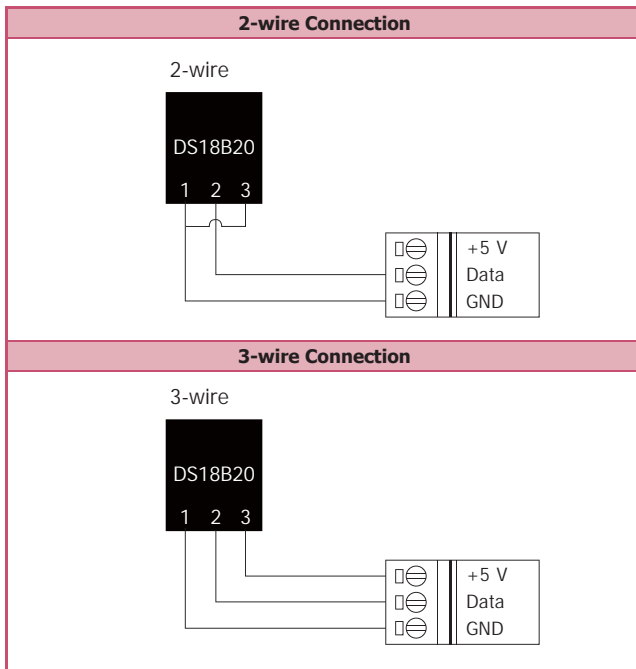 2-wire Connection
2-wire
DS18B20
1 2 3
+5 V
Data
GND
3-wire Connection
3-wire
DS18B20
1 2 3
+5 V
Data
GND